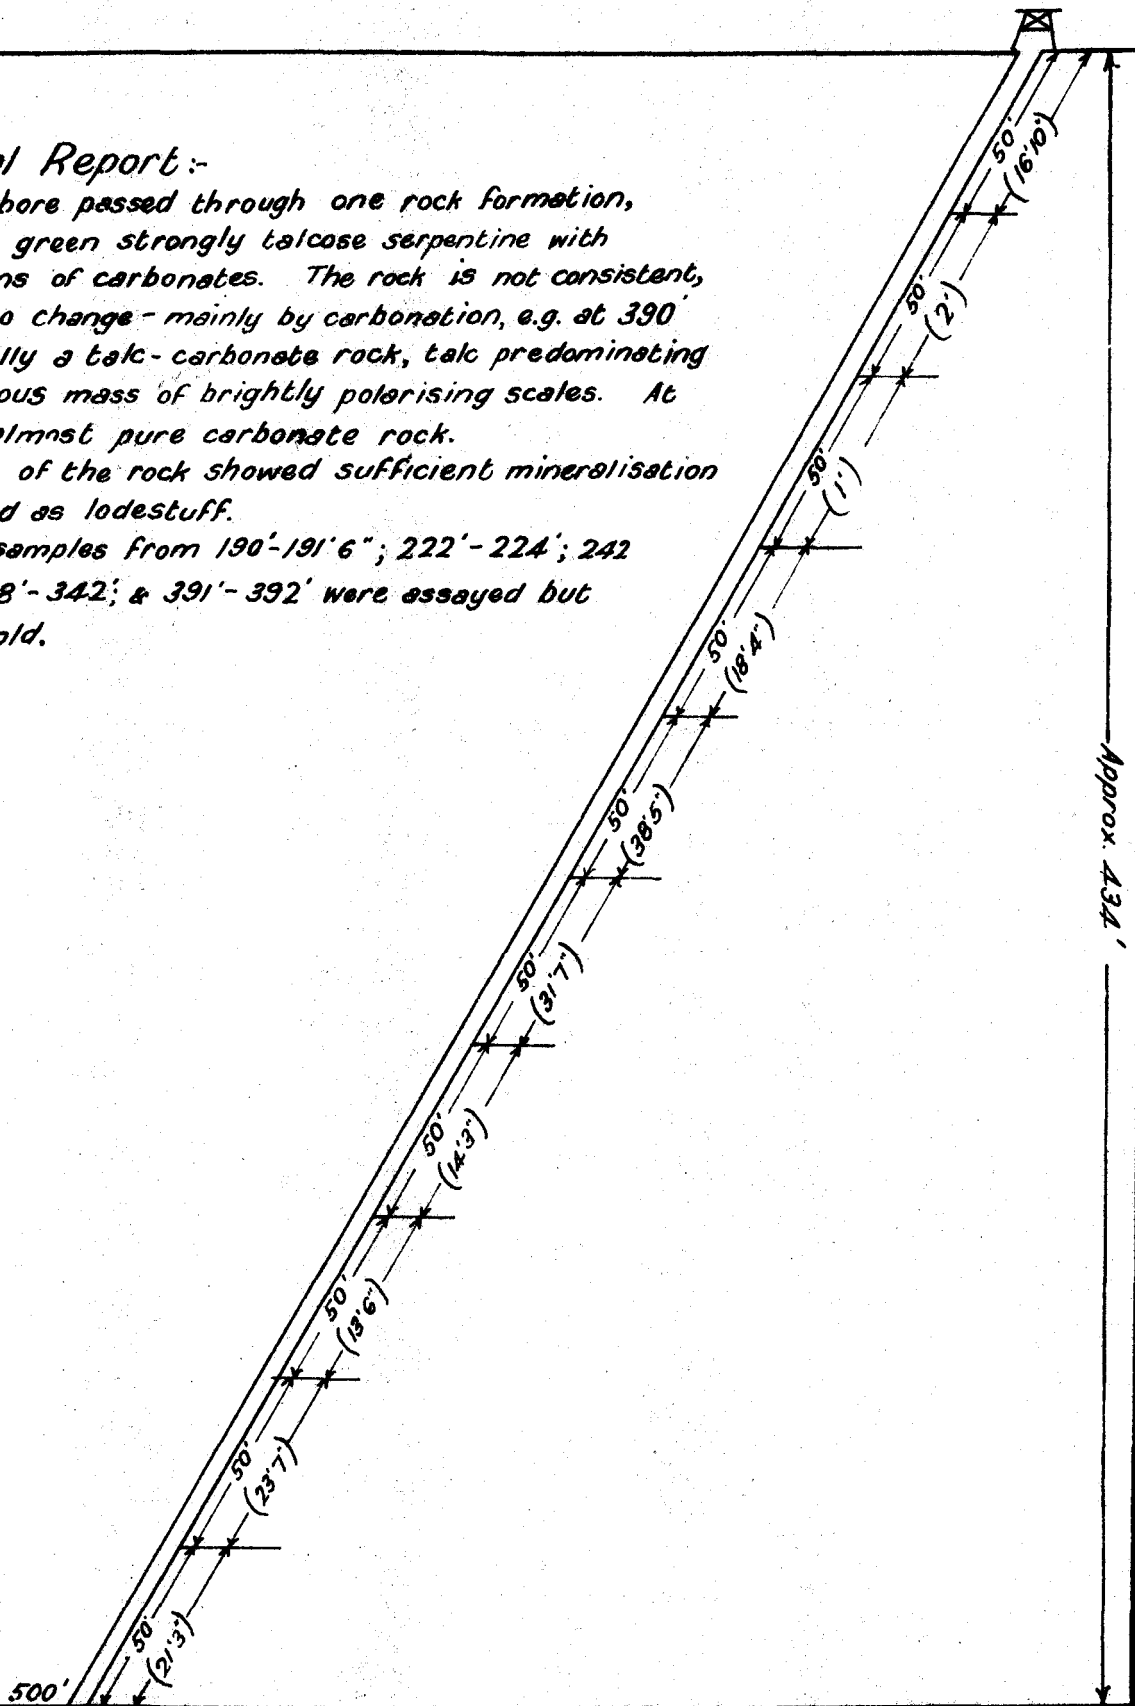 l Report:-
bore passed through one rock formation,
green strongly talcose serpentine with
ns of carbonates. The rock is not consistent,
o change - mainly by carbonation, e.g. at 390'
lly a talc-carbonate rock, talc predominating
ous mass of brightly polarising scales. At
almost pure carbonate rock.
of the rock showed sufficient mineralisation
d as lodestuff.
samples from 190'-191'6"; 222'-224'; 242
8'-342'; & 391'-392' were assayed but
old.
50'
(16'10")
50'
(2')
50'
(1')
50'
(18'4")
50'
(38'5")
50'
(31'7")
50'
(14'3")
50'
(13'6")
50'
(23'7")
50'
(21'3")
Approx. 434'
500'